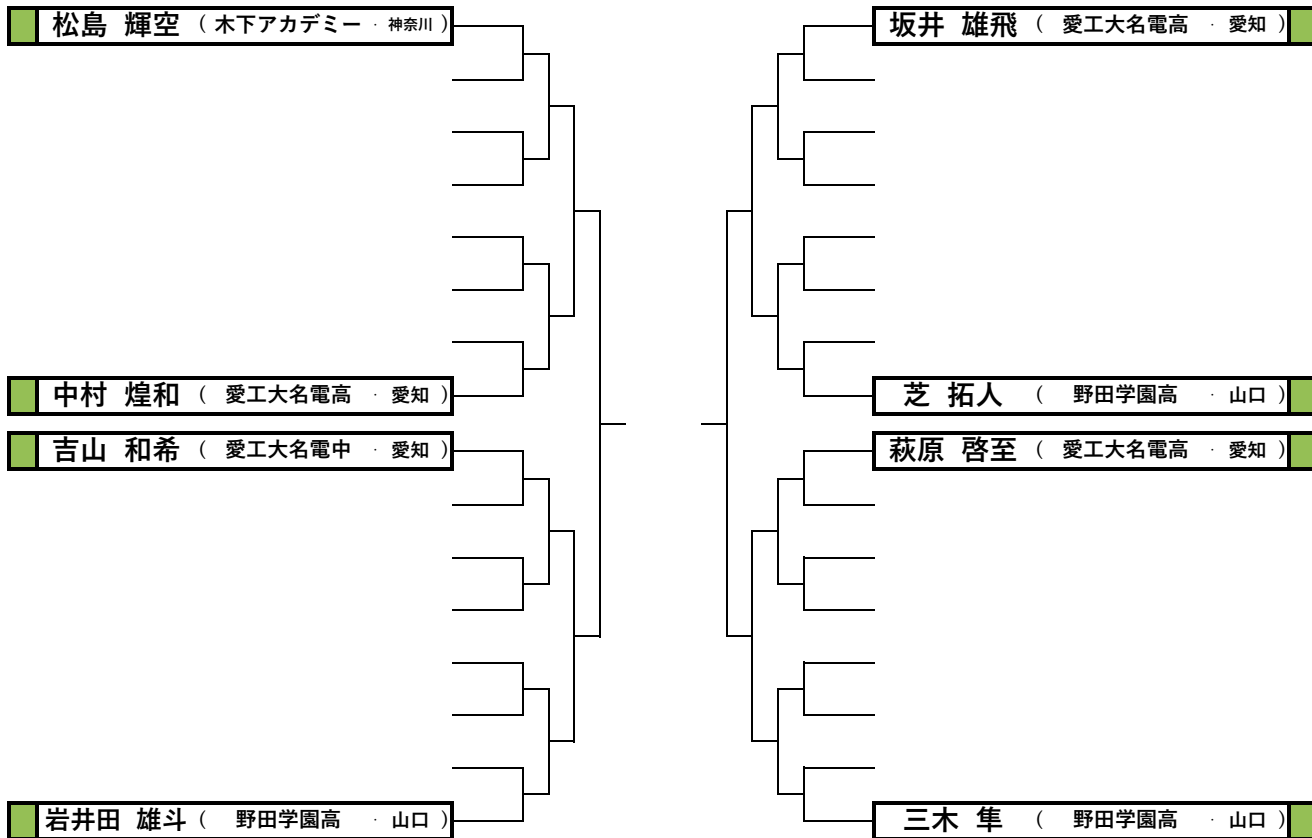 松島 輝空 ( 木下アカデミー · 神奈川 )
中村 煌和 ( 愛工大名電高 · 愛知 )
吉山 和希 ( 愛工大名電中 · 愛知 )
岩井田 雄斗 ( 野田学園高 · 山口 )
坂井 雄飛 ( 愛工大名電高 · 愛知 )
芝 拓人 ( 野田学園高 · 山口 )
萩原 啓至 ( 愛工大名電高 · 愛知 )
三木 隼 ( 野田学園高 · 山口 )